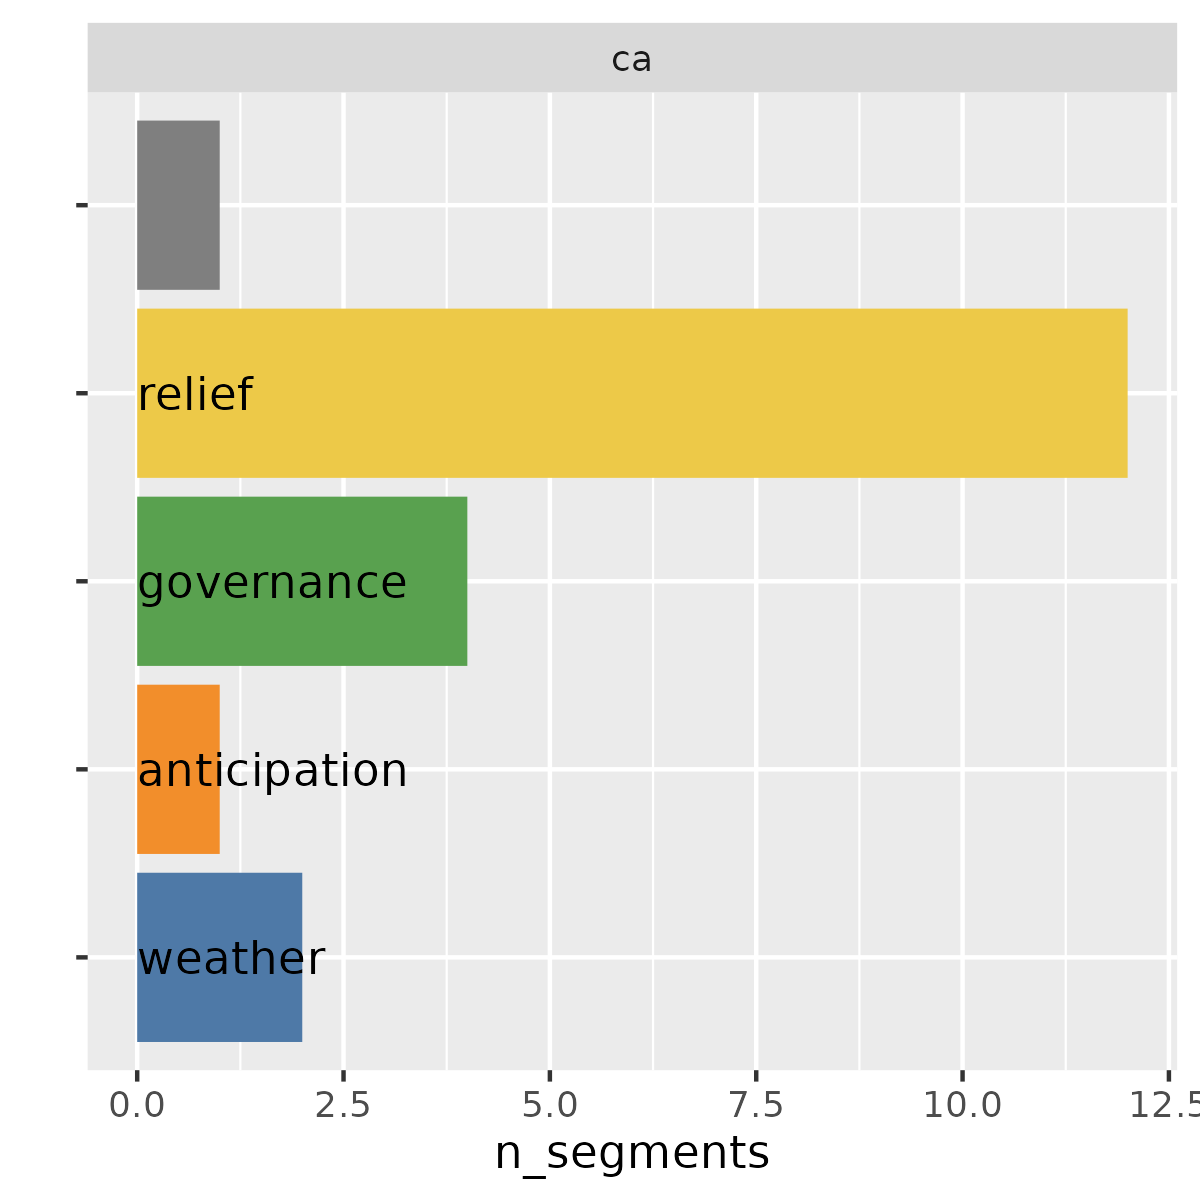 ca
relief
governance
anticipation
weather
0.0 2.5 5.0 7.5 10.0 12.5
n_segments